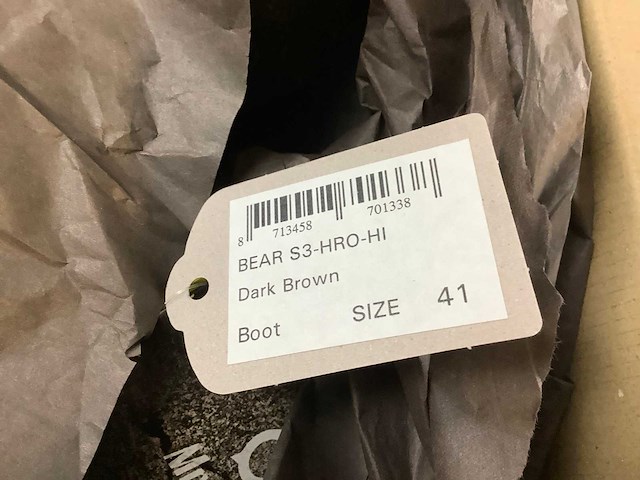 8 713458 701338
BEAR S3-HRO-HI
Dark Brown
Boot SIZE 41